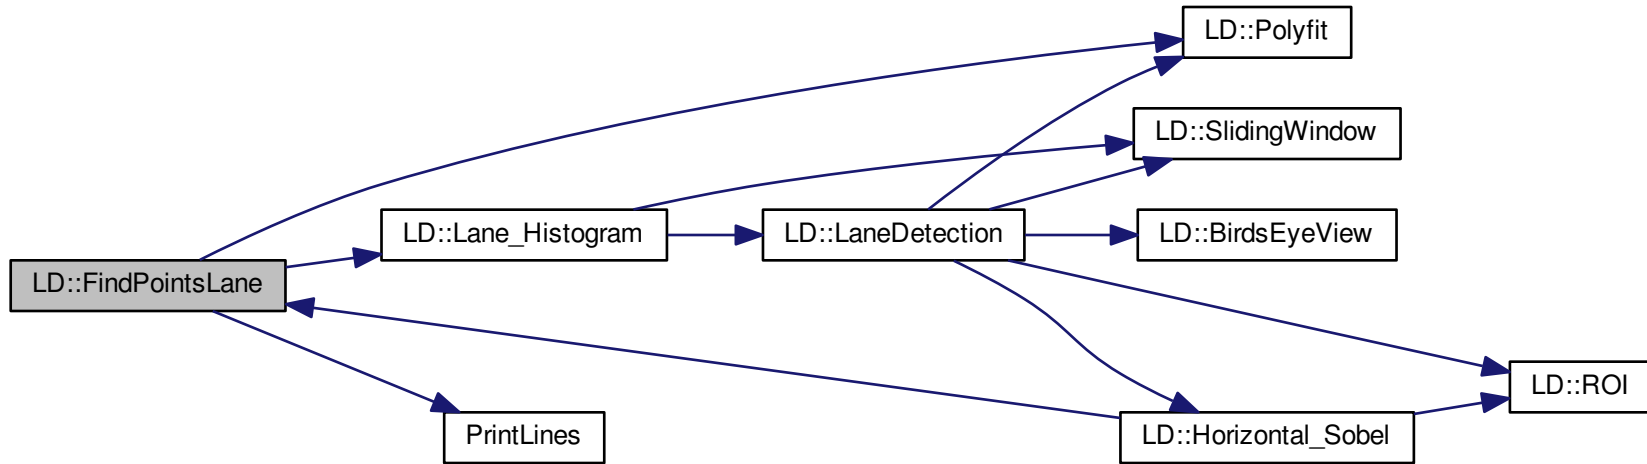 LD::Polyfit
LD::SlidingWindow
LD::Lane_Histogram
LD::LaneDetection
LD::BirdsEyeView
LD::FindPointsLane
LD::ROI
PrintLines
LD::Horizontal_Sobel